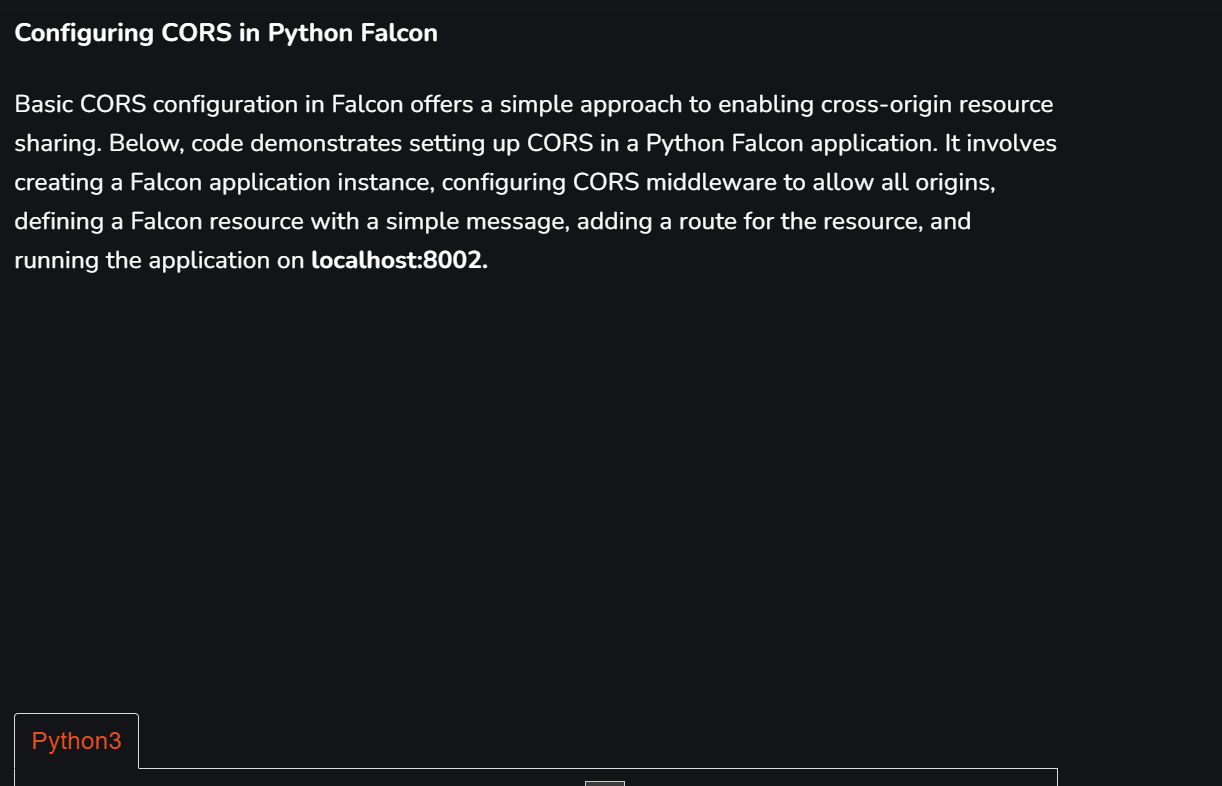 Configuring CORS in Python Falcon
Basic CORS configuration in Falcon offers a simple approach to enabling cross-origin resource
sharing. Below, code demonstrates setting up CORS in a Python Falcon application. It involves
creating a Falcon application instance, configuring CORS middleware to allow all origins,
defining a Falcon resource with a simple message, adding a route for the resource, and
running the application on localhost:8002.
Python3